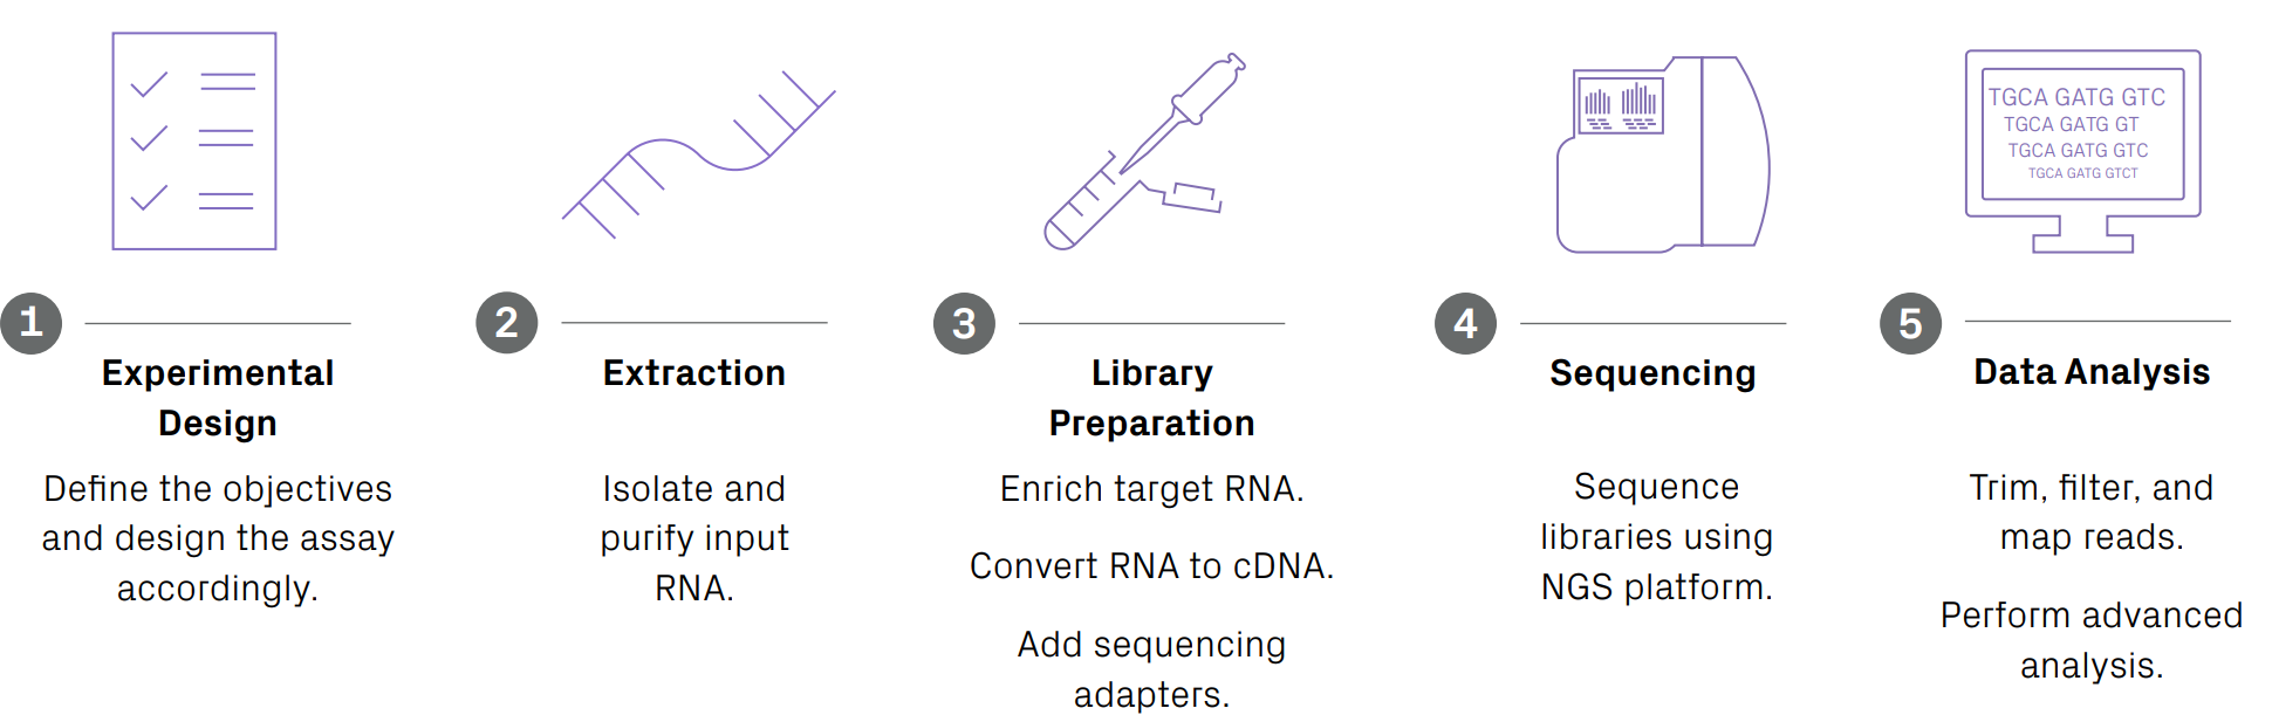 TGCA GATG GTC
TGCA GATG GT
TGCA GATG GTC
TGCA GATG GTCT
1
Experimental
Design
Define the objectives
and design the assay
accordingly.
2
Extraction
Isolate and
purify input
RNA.
3
Library
Preparation
Enrich target RNA.
Convert RNA to cDNA.
Add sequencing
adapters.
4
Sequencing
Sequence
libraries using
NGS platform.
5
Data Analysis
Trim, filter, and
map reads.
Perform advanced
analysis.